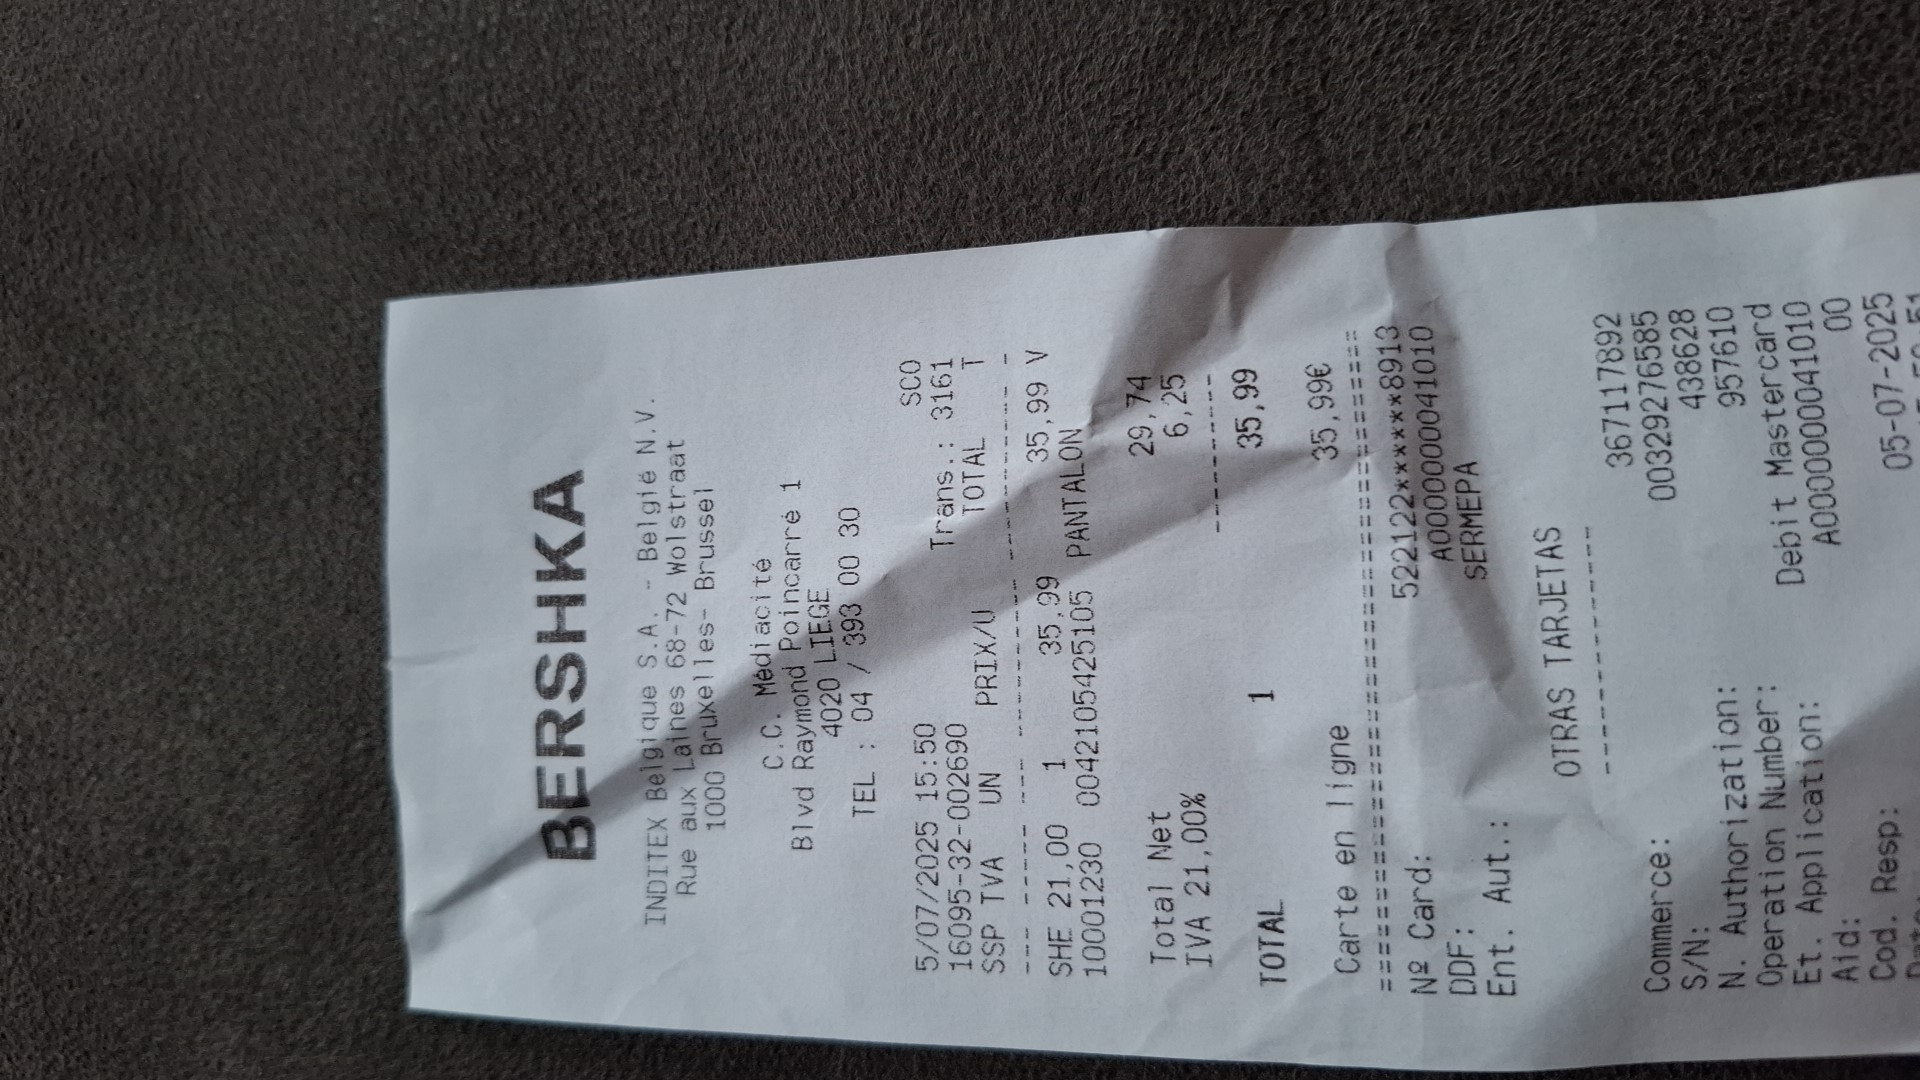 BERSHKA
INDITEX Belgique S.A. - België N.V.
Rue aux Laines 68-72 Wolstraat
1000 Bruxelles- Brussel
C.C. Médiacité
Blvd Raymond Poincarré 1
4020 LIEGE
TEL : 04 / 393 00 30
5/07/2025 15:50 SCO
16095-32-002690 Trans.: 3161
SSP TVA UN PRIX/U TOTAL T
--- ------ --- -------- -------- -
SHE 21,00 1 35,99 35,99 V
10001230 0042105425105 PANTALON
Total Net 29,74
IVA 21,00% 6,25
----------
TOTAL 1 35,99
Carte en ligne 35,99€
========================================
Nº Card: 522122******8913
DDF: A0000000041010
Ent. Aut.: SERMEPA
OTRAS TARJETAS
----------------
Commerce: 367117892
S/N: 00329276585
N. Authorization: 438628
Operation Number: 957610
Et. Application: Debit Mastercard
Aid: A0000000041010
Cod. Resp: 00
05-07-2025